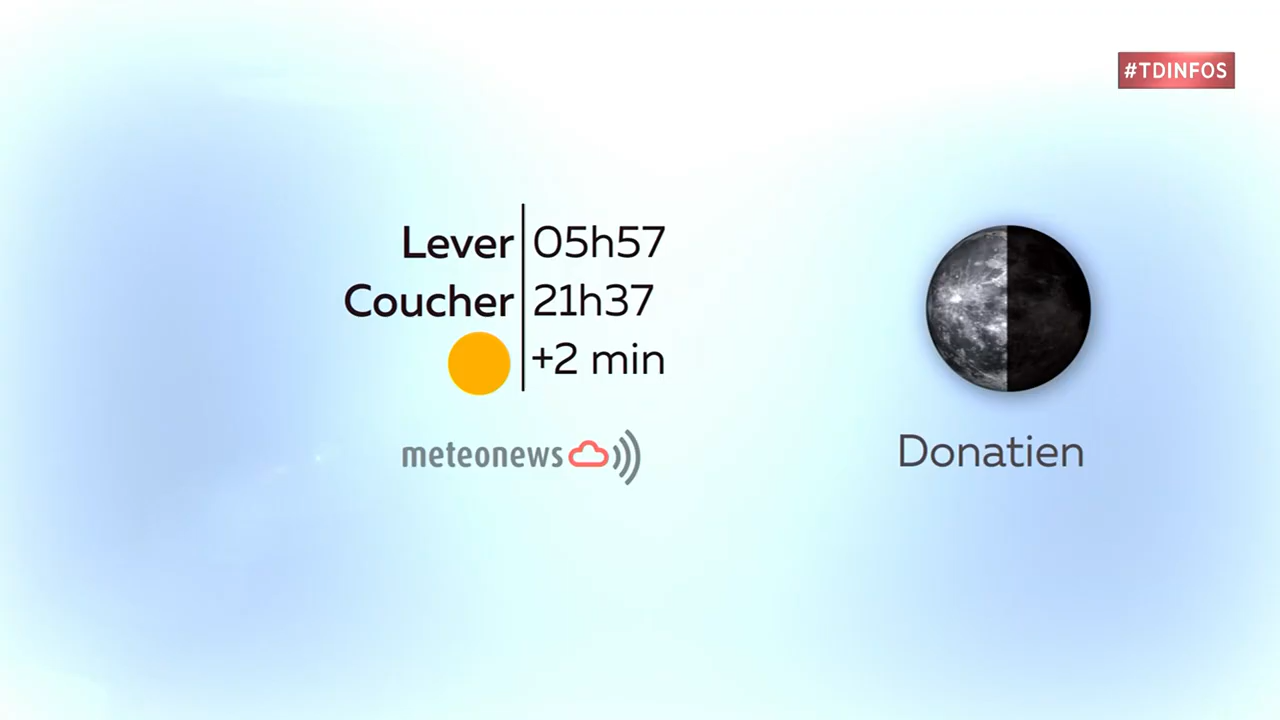 #TDINFOS
Lever 05h57
Coucher 21h37
+2 min
meteonews
Donatien